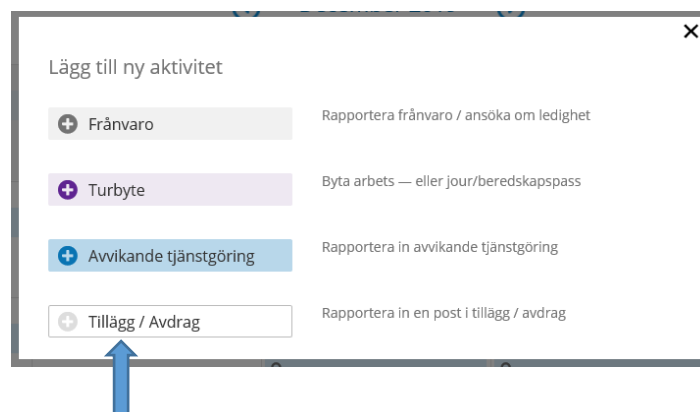 Lägg till ny aktivitet
Frånvaro
Rapportera frånvaro / ansöka om ledighet
Turbyte
Byta arbets — eller jour/beredskapspass
Avvikande tjänstgöring
Rapportera in avvikande tjänstgöring
Tillägg / Avdrag
Rapportera in en post i tillägg / avdrag